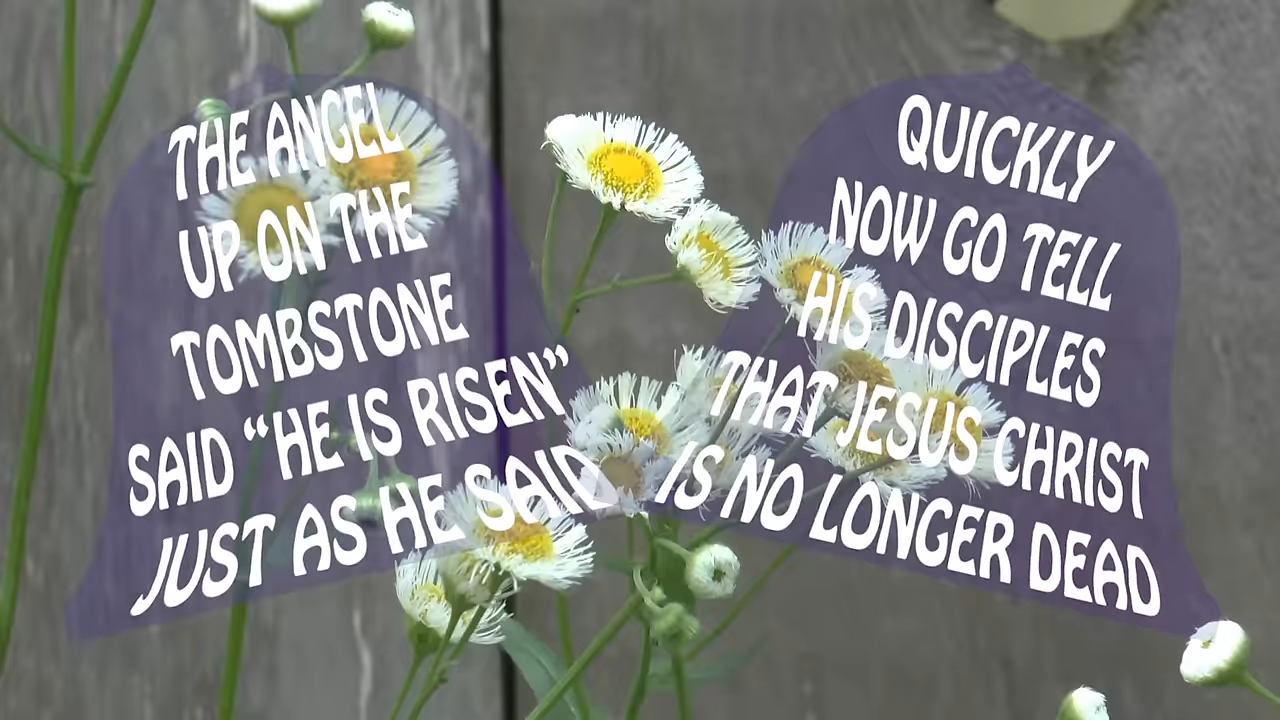 THE ANGEL
UP ON THE
TOMBSTONE
SAID “HE IS RISEN”
JUST AS HE SAID
QUICKLY
NOW GO TELL
HIS DISCIPLES
THAT JESUS CHRIST
IS NO LONGER DEAD